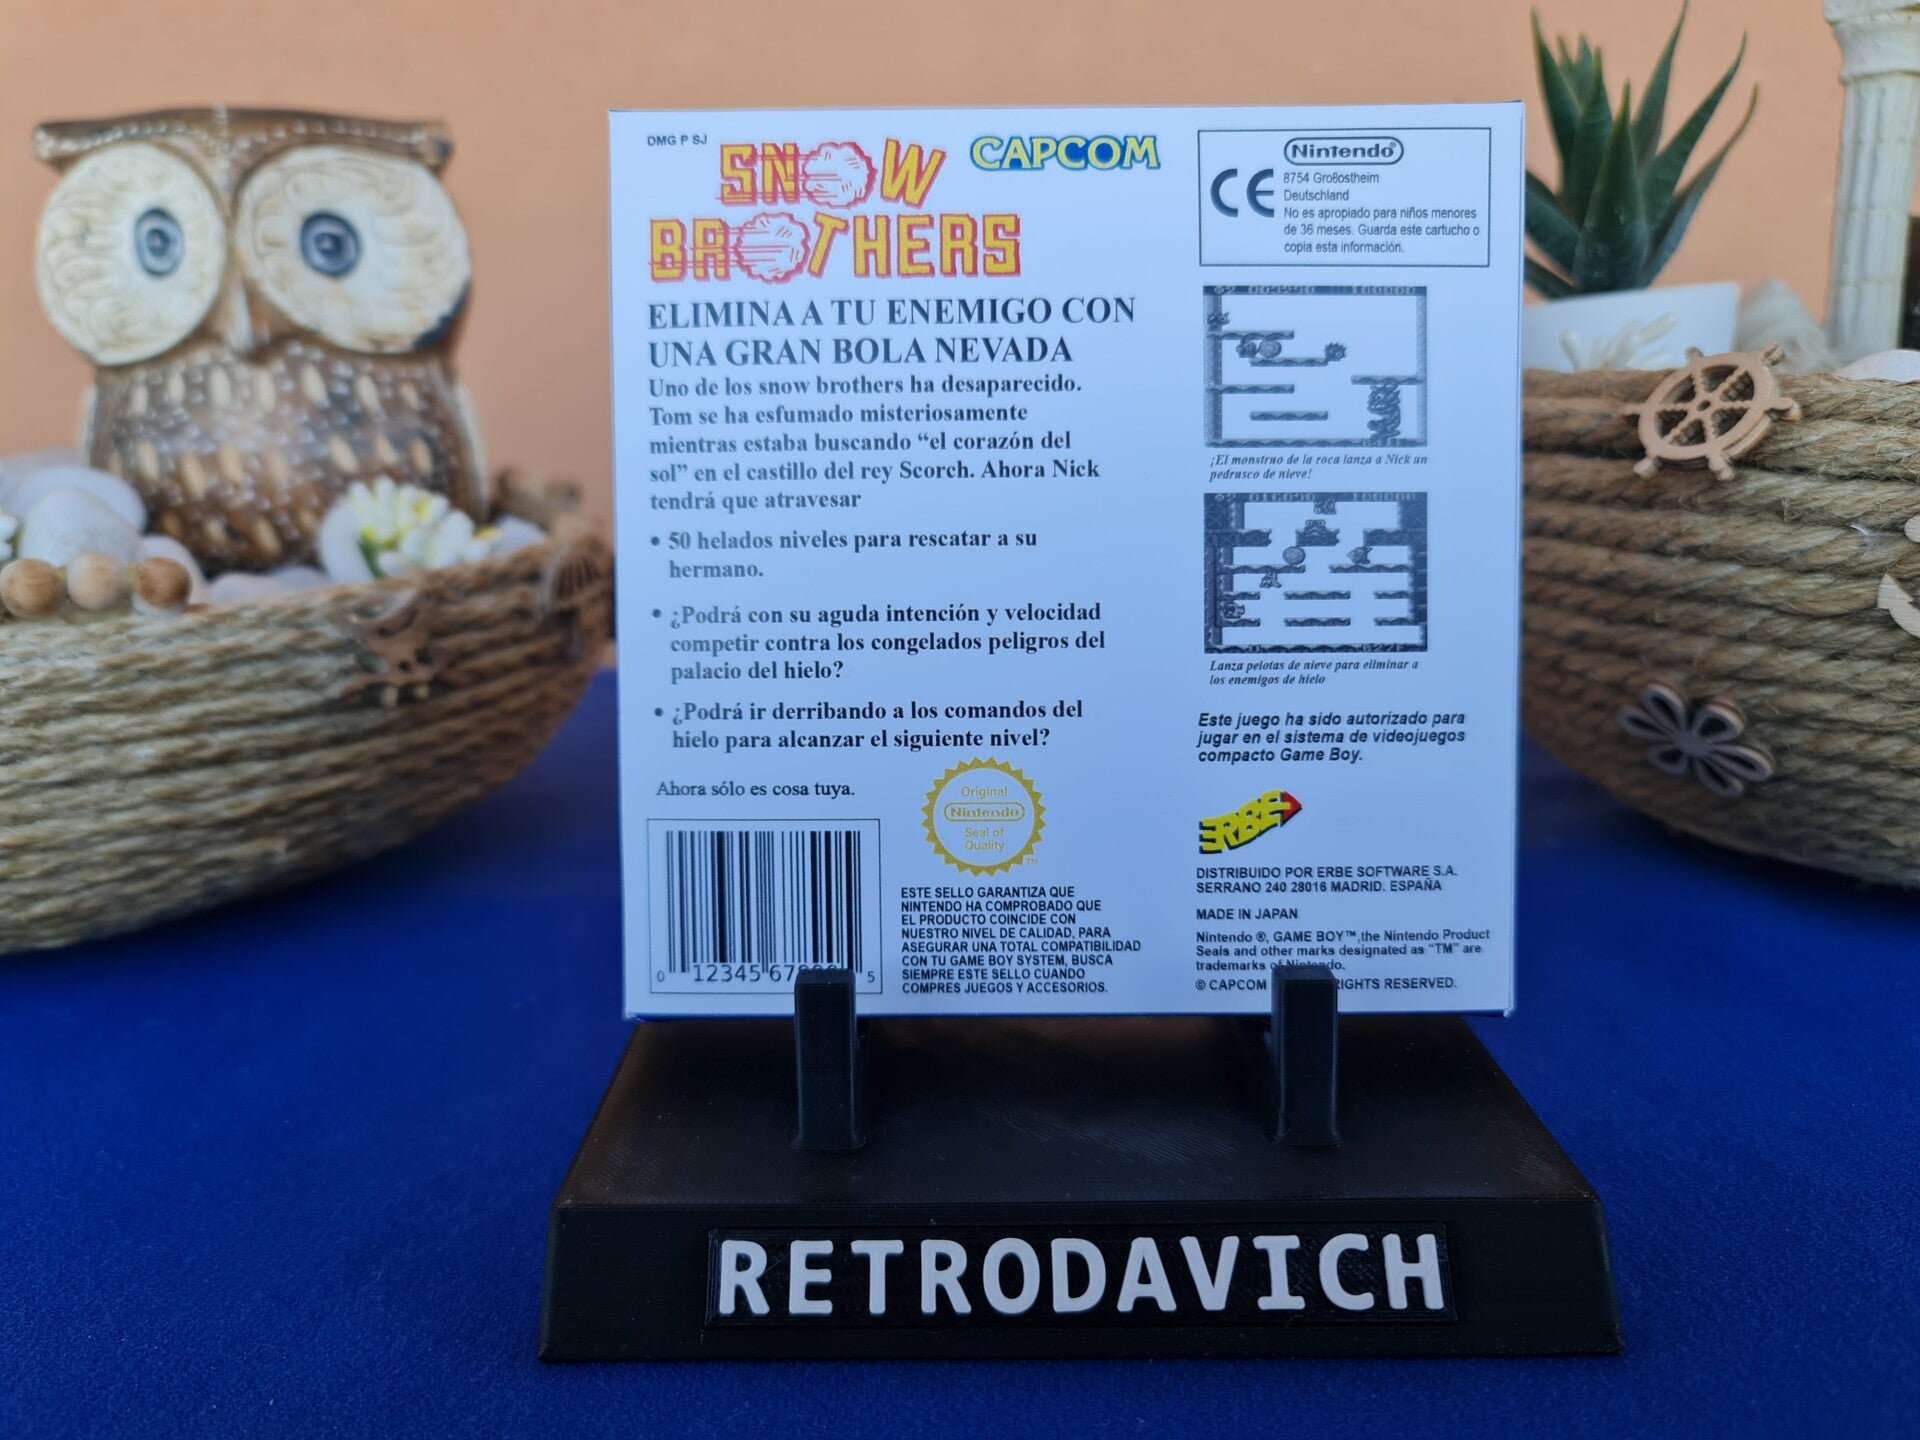 DMG P SJ
SNOW
BROTHERS
CAPCOM
ELIMINA A TU ENEMIGO CON
UNA GRAN BOLA NEVADA
Uno de los snow brothers ha desaparecido.
Tom se ha esfumado misteriosamente
mientras estaba buscando “el corazón del
sol” en el castillo del rey Scorch. Ahora Nick
tendrá que atravesar
• 50 helados niveles para rescatar a su
hermano.
• ¿Podrá con su aguda intención y velocidad
competir contra los congelados peligros del
palacio del hielo?
• ¿Podrá ir derribando a los comandos del
hielo para alcanzar el siguiente nivel?
Ahora sólo es cosa tuya.
0 12345 67 5
Original
Nintendo
Seal of
Quality
TM
ESTE SELLO GARANTIZA QUE
NINTENDO HA COMPROBADO QUE
EL PRODUCTO COINCIDE CON
NUESTRO NIVEL DE CALIDAD, PARA
ASEGURAR UNA TOTAL COMPATIBILIDAD
CON TU GAME BOY SYSTEM, BUSCA
SIEMPRE ESTE SELLO CUANDO
COMPRES JUEGOS Y ACCESORIOS.
Nintendo®
CE
8754 Großostheim
Deutschland
No es apropiado para niños menores
de 36 meses. Guarda este cartucho o
copia esta información.
¡El monstruo de la roca lanza a Nick un
pedrusco de nieve!
Lanza pelotas de nieve para eliminar a
los enemigos de hielo
Este juego ha sido autorizado para
jugar en el sistema de videojuegos
compacto Game Boy.
ERBE
DISTRIBUIDO POR ERBE SOFTWARE S.A.
SERRANO 240 28016 MADRID. ESPAÑA
MADE IN JAPAN
Nintendo ®, GAME BOY™,the Nintendo Product
Seals and other marks designated as “TM” are
trademarks of Nintendo.
© CAPCOM RIGHTS RESERVED.
RETRODAVICH